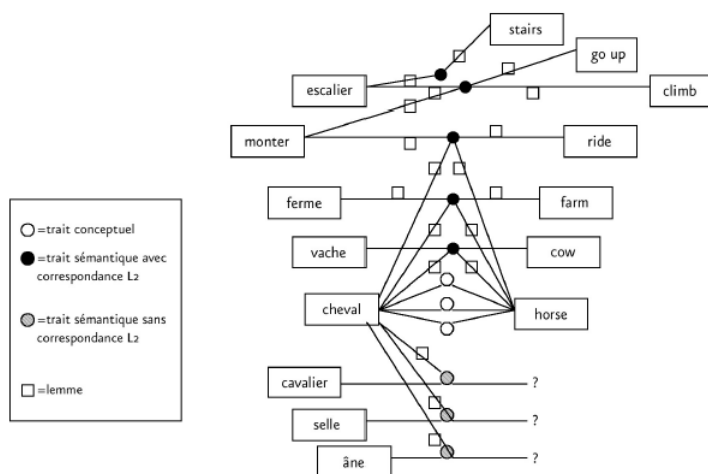 stairs
go up
escalier
climb
monter
ride
ferme
farm
vache
cow
cheval
horse
cavalier
?
selle
?
âne
?
=trait conceptuel
=trait sémantique avec
correspondance L2
=trait sémantique sans
correspondance L2
=lemme